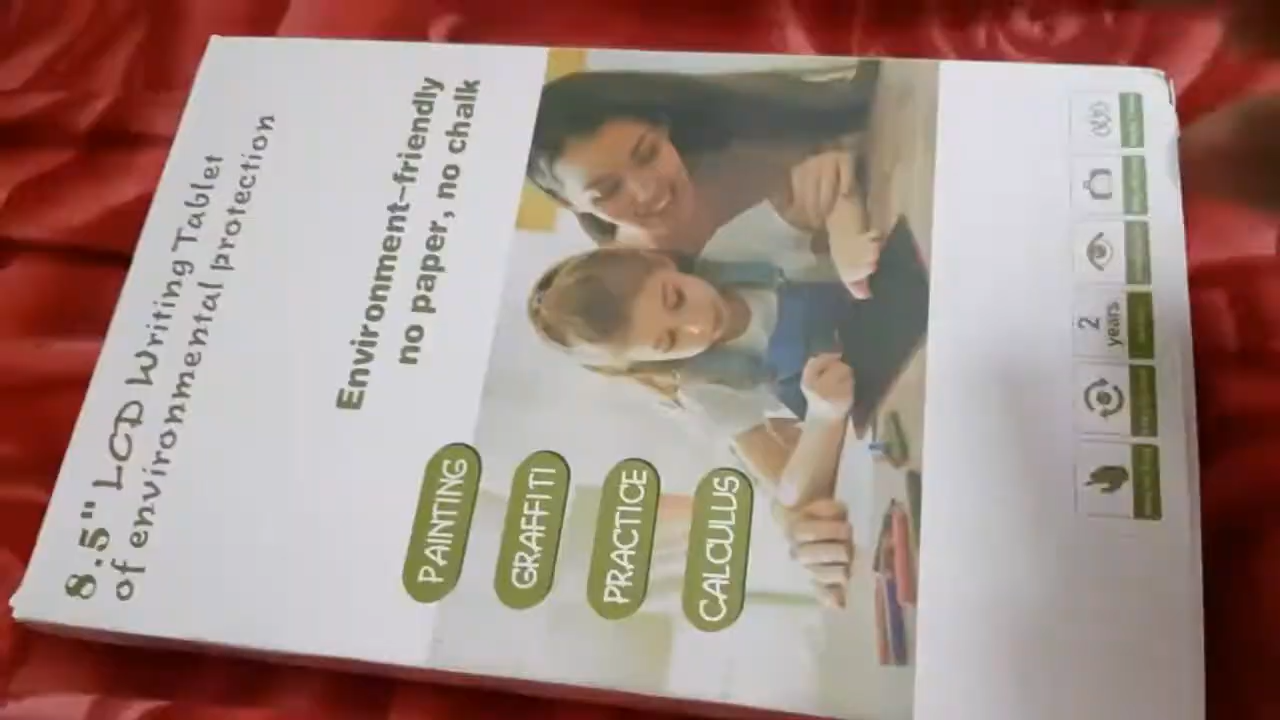 8.5" LCD Writing Tablet
of environmental protection
Environment-friendly
no paper, no chalk
PAINTING
GRAFFITI
PRACTICE
CALCULUS
2
years